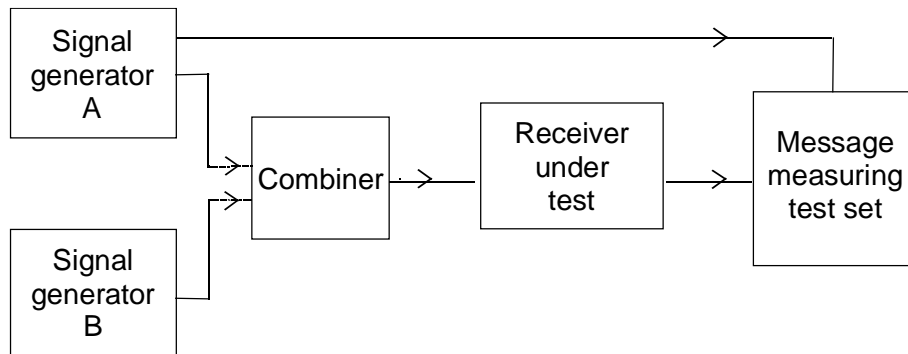 Signal
generator
A
Combiner
Receiver
under
test
Message
measuring
test set
Signal
generator
B